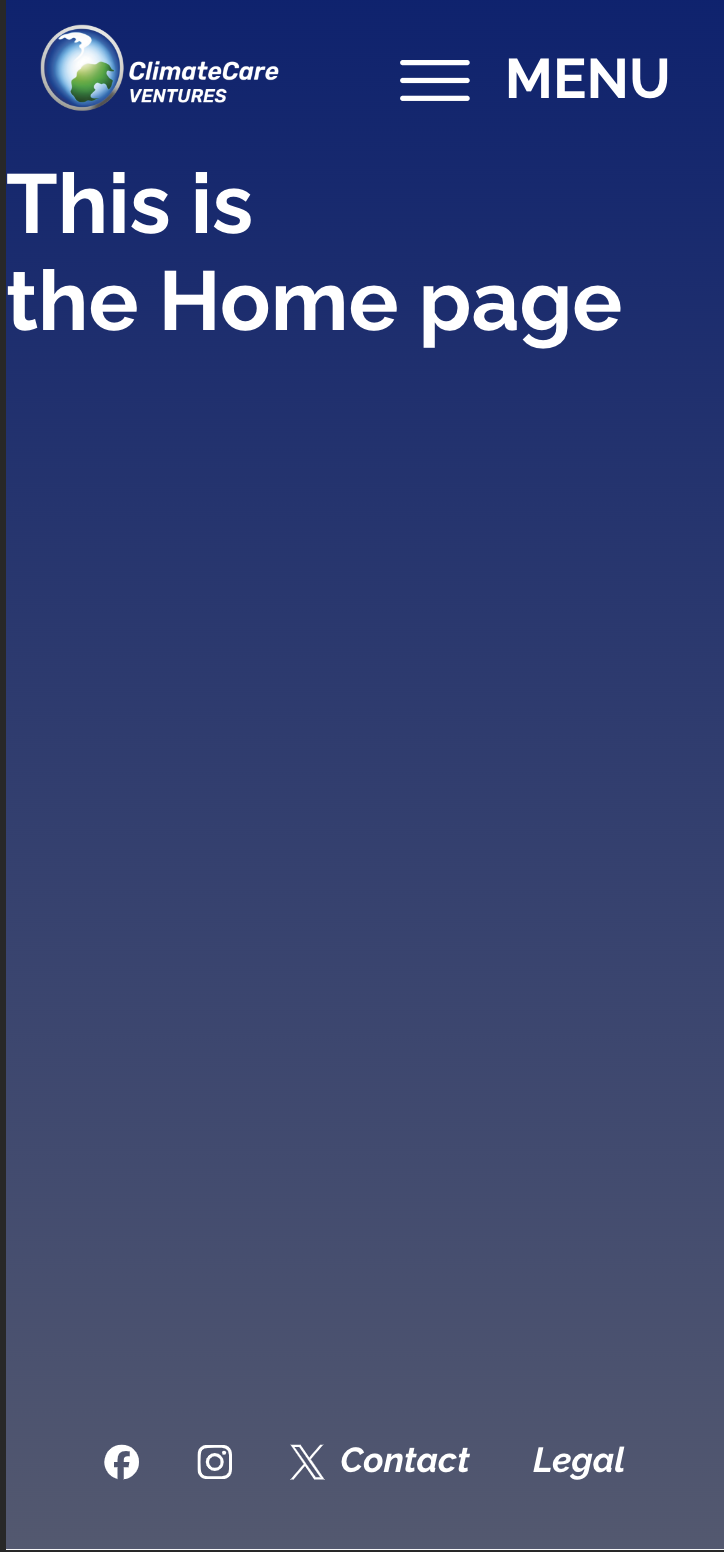 ClimateCare
VENTURES
MENU
This is
the Home page
Contact Legal